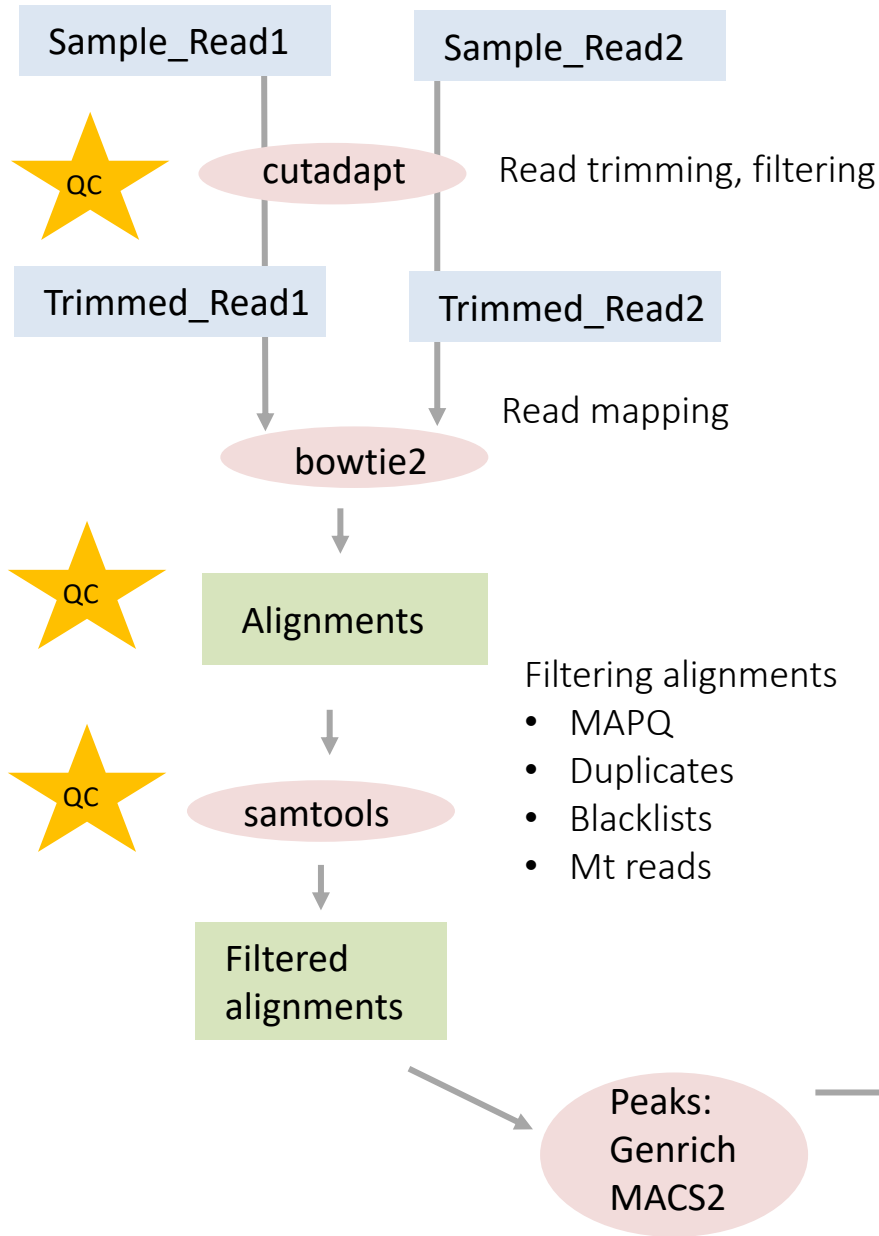 Sample_Read1
Sample_Read2
QC
cutadapt
Read trimming, filtering
Trimmed_Read1
Trimmed_Read2
Read mapping
bowtie2
QC
Alignments
Filtering alignments
• MAPQ
• Duplicates
• Blacklists
• Mt reads
QC
samtools
Filtered
alignments
Peaks:
Genrich
MACS2